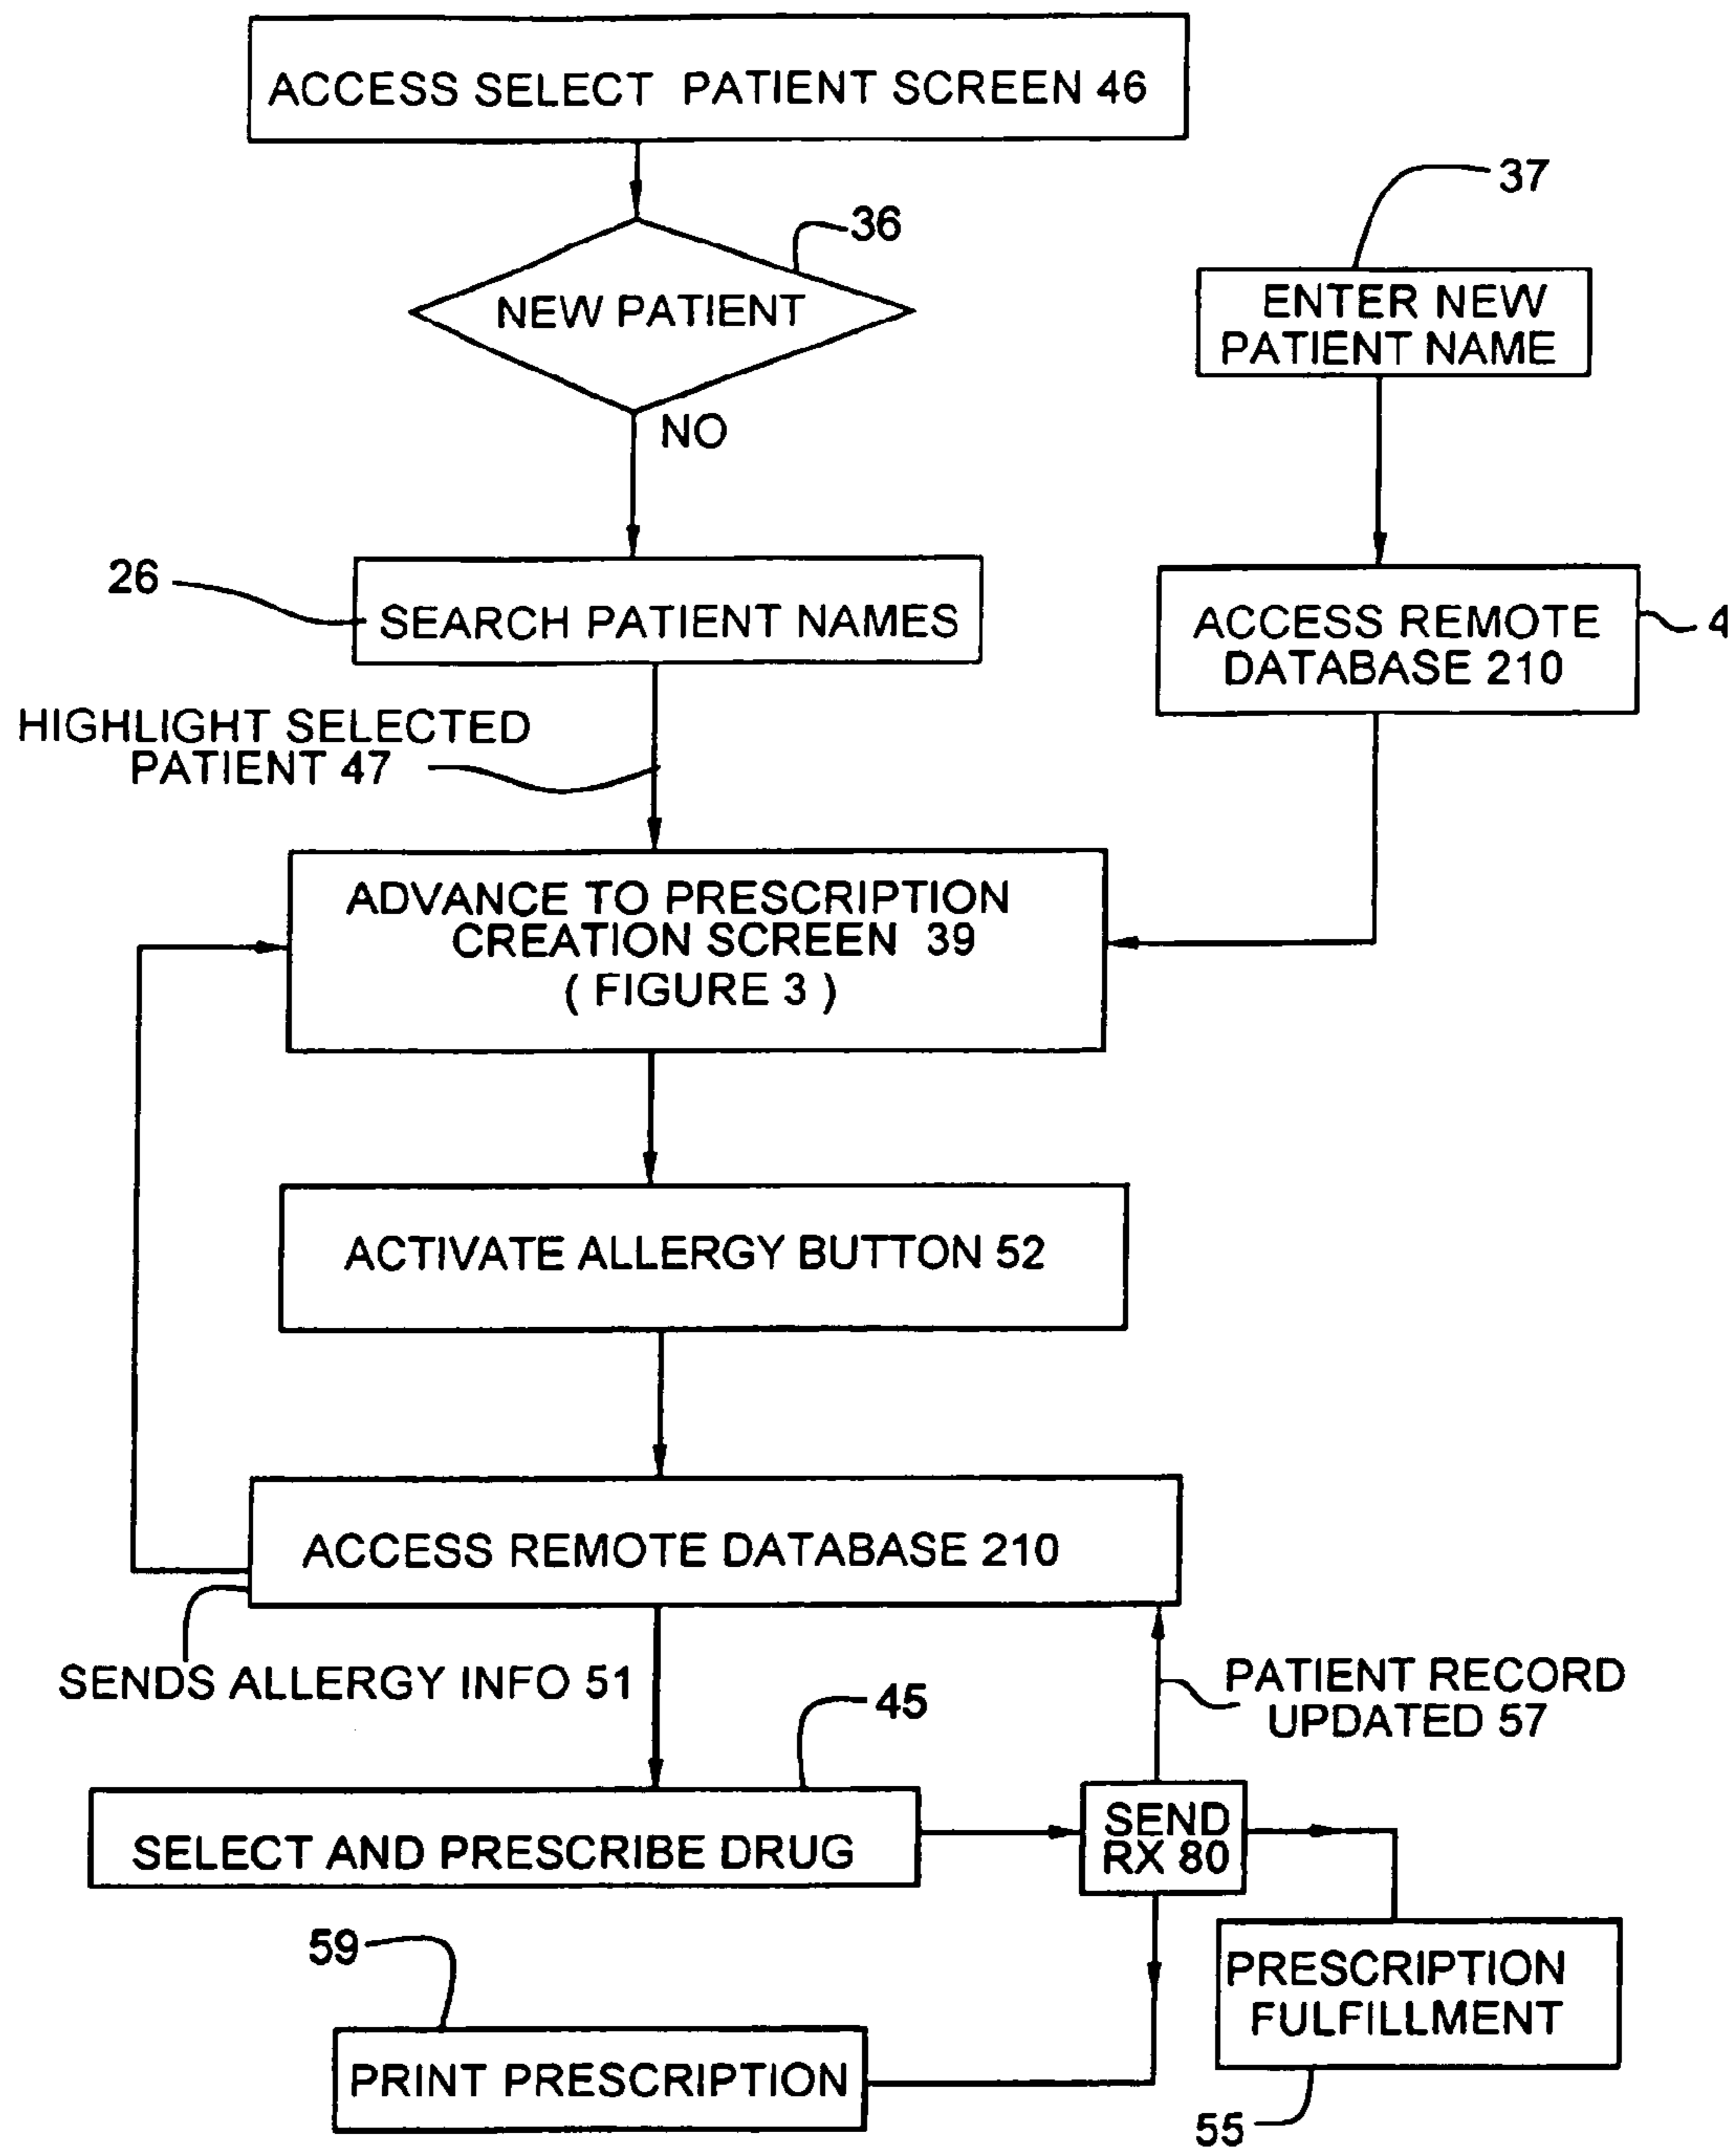 ACCESS SELECT PATIENT SCREEN 46
36
37
NEW PATIENT
NO
ENTER NEW
PATIENT NAME
26
SEARCH PATIENT NAMES
ACCESS REMOTE
DATABASE 210
4
HIGHLIGHT SELECTED
PATIENT 47
ADVANCE TO PRESCRIPTION
CREATION SCREEN 39
( FIGURE 3 )
ACTIVATE ALLERGY BUTTON 52
ACCESS REMOTE DATABASE 210
SENDS ALLERGY INFO 51
45
PATIENT RECORD
UPDATED 57
SELECT AND PRESCRIBE DRUG
SEND
RX 80
59
PRINT PRESCRIPTION
PRESCRIPTION
FULFILLMENT
55